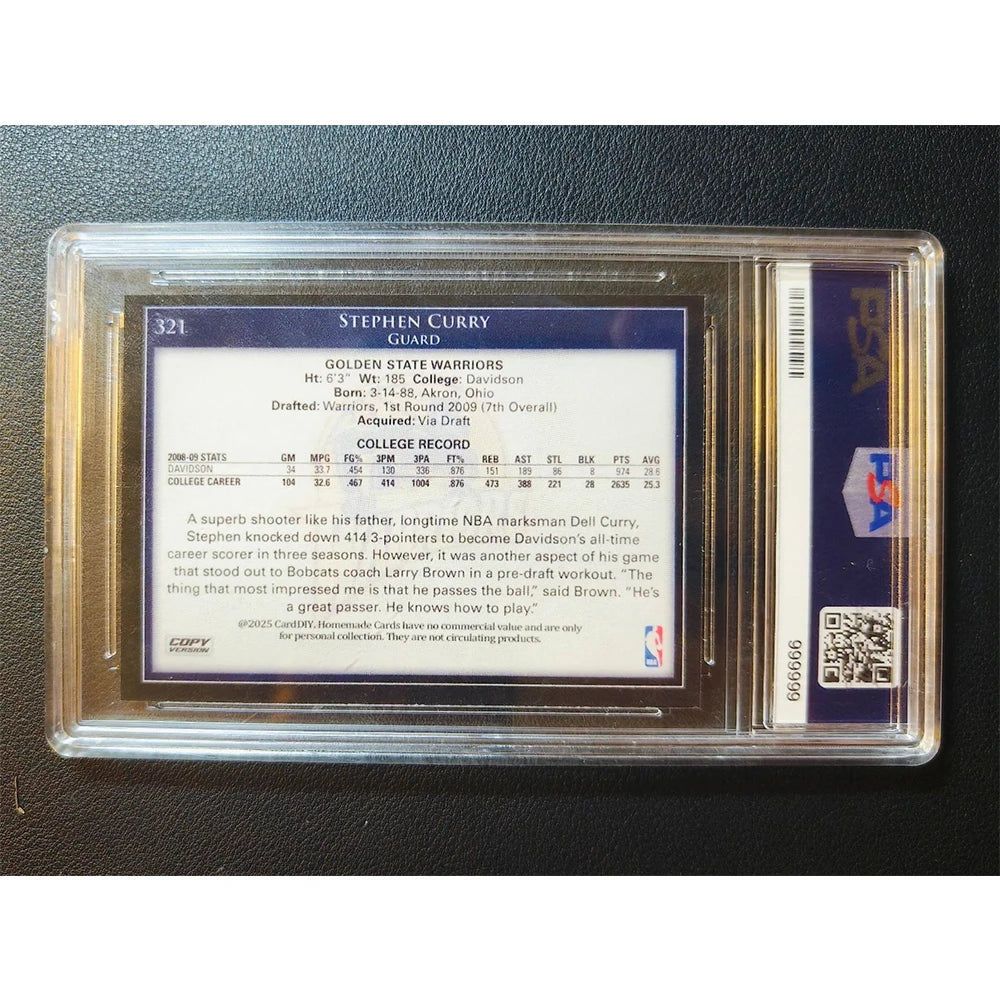 321
STEPHEN CURRY
GUARD
GOLDEN STATE WARRIORS
Ht: 6'3" Wt: 185 College: Davidson
Born: 3-14-88, Akron, Ohio
Drafted: Warriors, 1st Round 2009 (7th Overall)
Acquired: Via Draft
COLLEGE RECORD
2008-09 STATS GM MPG FG% 3PM 3PA FT% REB AST STL BLK PTS AVG
DAVIDSON 34 33.7 .454 130 336 .876 151 189 86 8 974 28.6
COLLEGE CAREER 104 32.6 .467 414 1004 .876 473 388 221 28 2635 25.3
A superb shooter like his father, longtime NBA marksman Dell Curry,
Stephen knocked down 414 3-pointers to become Davidson's all-time
career scorer in three seasons. However, it was another aspect of his game
that stood out to Bobcats coach Larry Brown in a pre-draft workout. "The
thing that most impressed me is that he passes the ball," said Brown. "He's
a great passer. He knows how to play."
@2025 CardDIY. Homemade Cards have no commercial value and are only
for personal collection. They are not circulating products.
COPY
VERSION
NBA
PSA
PSA
666666